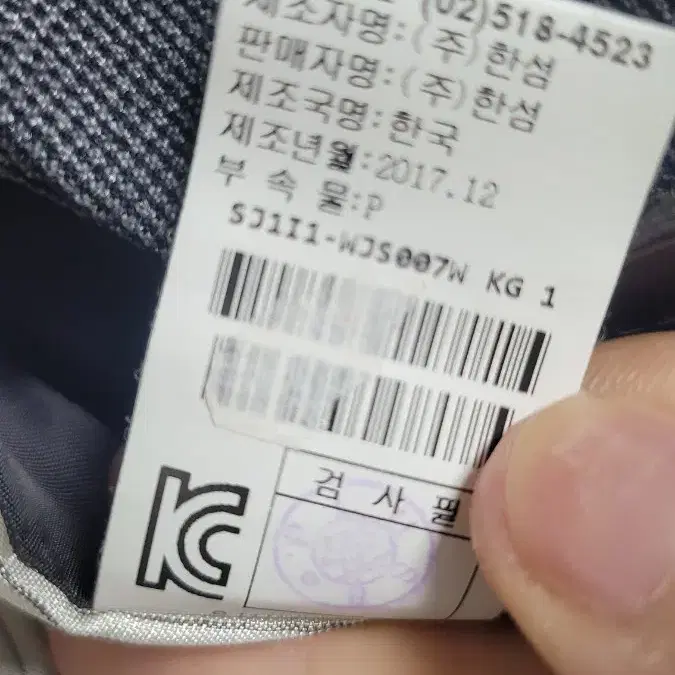 (02)518-4523
제조자명:(주)한섬
판매자명:(주)한섬
제조국명:한국
제조년월:2017.12
부 속 물:P
SJ1I1-WJS007W KG 1
검 사 필
KC